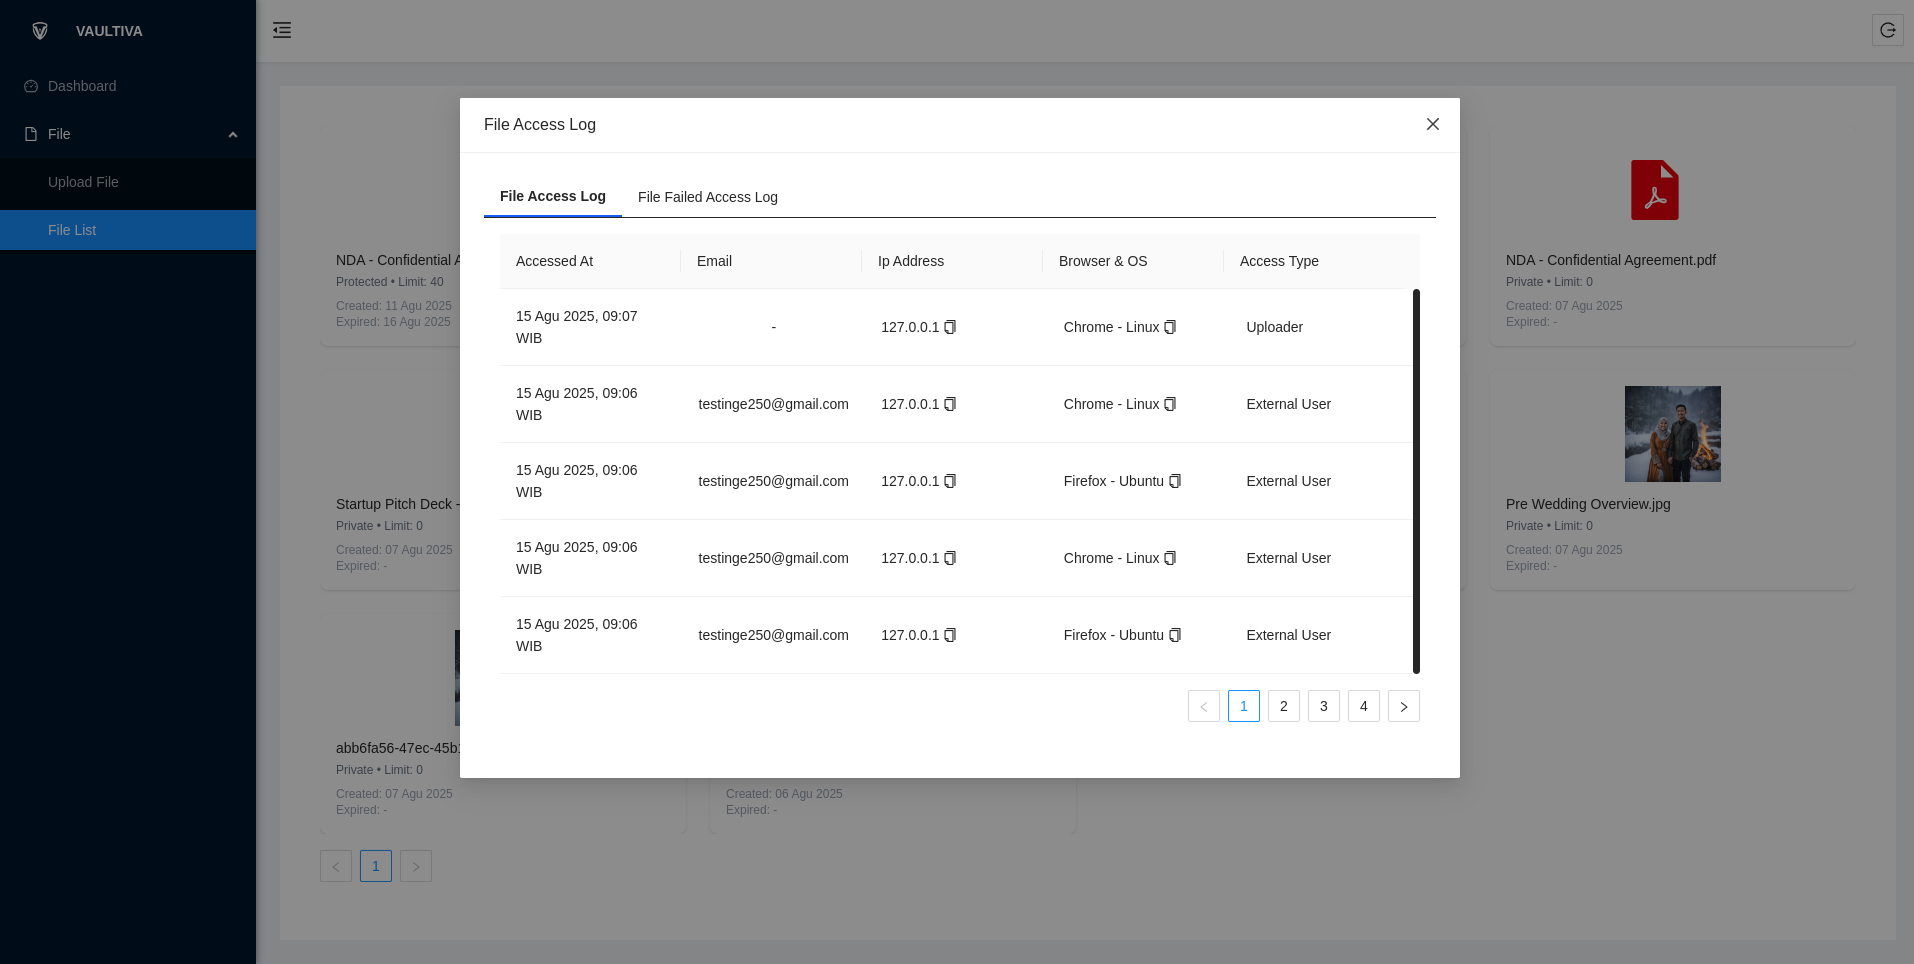 VAULTIVA
Dashboard
File
Upload File
File List
File Access Log
File Access Log
File Failed Access Log
Accessed At
Email
Ip Address
Browser & OS
Access Type
15 Agu 2025, 09:07
WIB
-
127.0.0.1
Chrome - Linux
Uploader
15 Agu 2025, 09:06
WIB
testinge250@gmail.com
127.0.0.1
Chrome - Linux
External User
15 Agu 2025, 09:06
WIB
testinge250@gmail.com
127.0.0.1
Firefox - Ubuntu
External User
15 Agu 2025, 09:06
WIB
testinge250@gmail.com
127.0.0.1
Chrome - Linux
External User
15 Agu 2025, 09:06
WIB
testinge250@gmail.com
127.0.0.1
Firefox - Ubuntu
External User
1
2
3
4
NDA - Confidential
Protected • Limit: 40
Created: 11 Agu 2025
Expired: 16 Agu 2025
NDA - Confidential Agreement.pdf
Private • Limit: 0
Created: 07 Agu 2025
Expired: -
Startup Pitch Deck -
Private • Limit: 0
Created: 07 Agu 2025
Expired: -
Pre Wedding Overview.jpg
Private • Limit: 0
Created: 07 Agu 2025
Expired: -
abb6fa56-47ec-45b
Private • Limit: 0
Created: 07 Agu 2025
Expired: -
Created: 06 Agu 2025
Expired: -
1